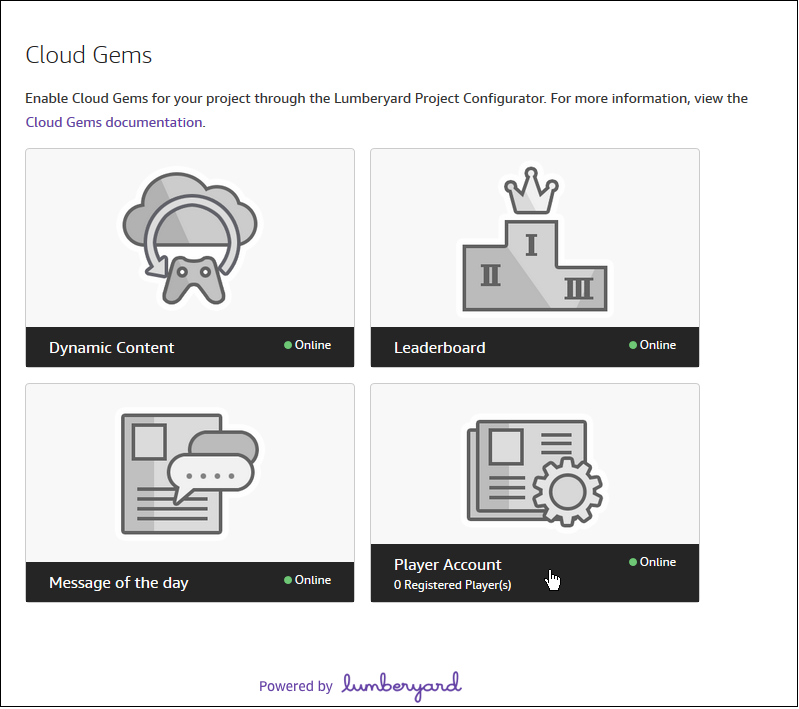 Cloud Gems
Enable Cloud Gems for your project through the Lumberyard Project Configurator. For more information, view the
Cloud Gems documentation.
I
II
III
Dynamic Content
Online
Leaderboard
Online
Message of the day
Online
Player Account
Online
0 Registered Player(s)
Powered by lumberyard